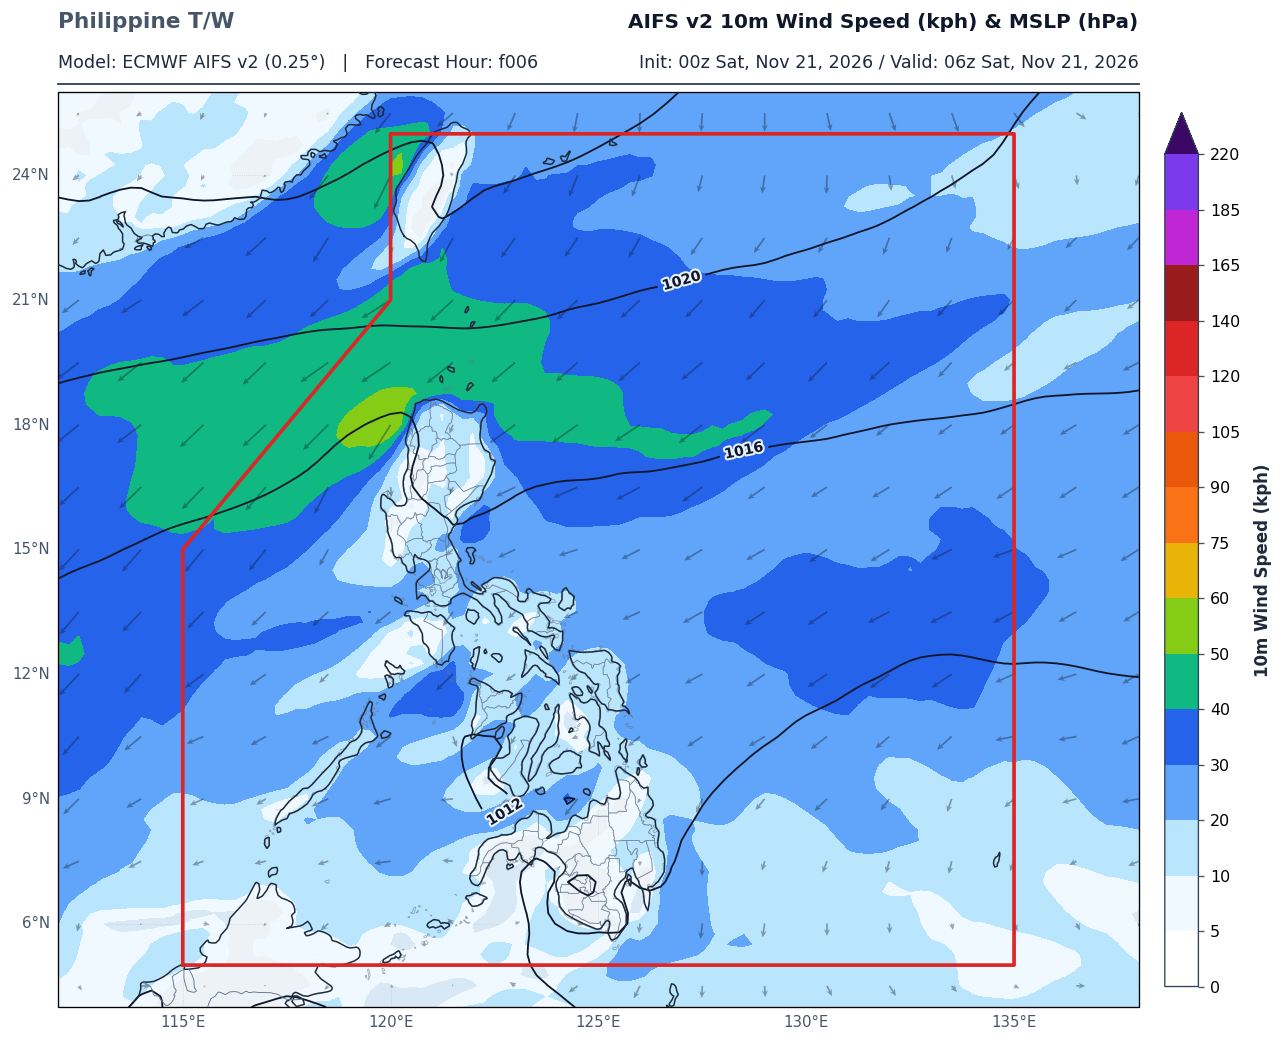 Philippine T/W
AIFS v2 10m Wind Speed (kph) & MSLP (hPa)
Model: ECMWF AIFS v2 (0.25°)   |   Forecast Hour: f006
Init: 00z Sat, Nov 21, 2026 / Valid: 06z Sat, Nov 21, 2026
24°N
21°N
18°N
15°N
12°N
9°N
6°N
115°E
120°E
125°E
130°E
135°E
1020
1016
1012
220
185
165
140
120
105
90
75
60
50
40
30
20
10
5
0
10m Wind Speed (kph)